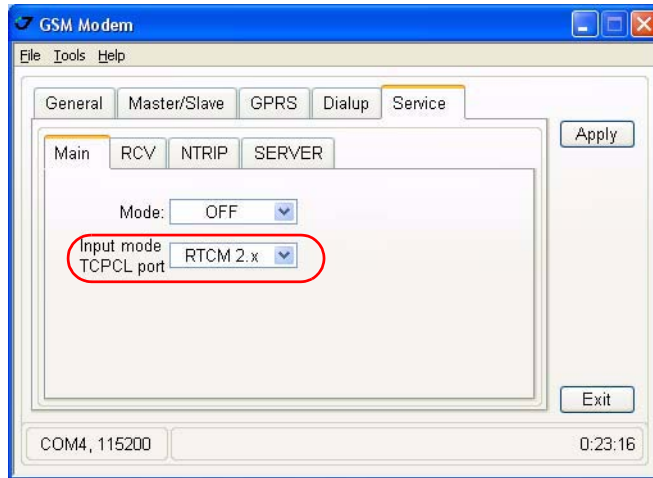 GSM Modem
File Tools Help
General Master/Slave GPRS Dialup Service
Apply
Main RCV NTRIP SERVER
Mode: OFF
Input mode
TCPCL port RTCM 2.x
Exit
COM4, 115200 0:23:16